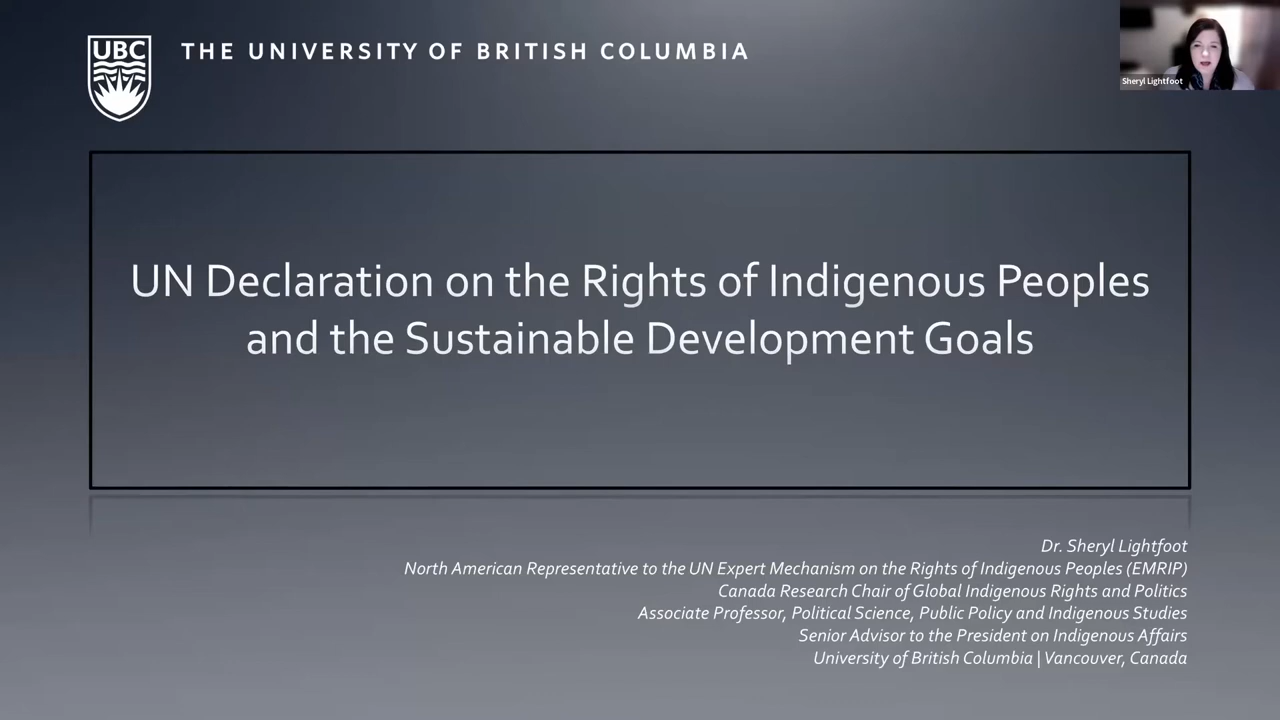 UBC
THE UNIVERSITY OF BRITISH COLUMBIA
Sheryl Lightfoot
UN Declaration on the Rights of Indigenous Peoples
and the Sustainable Development Goals
Dr. Sheryl Lightfoot
North American Representative to the UN Expert Mechanism on the Rights of Indigenous Peoples (EMRIP)
Canada Research Chair of Global Indigenous Rights and Politics
Associate Professor, Political Science, Public Policy and Indigenous Studies
Senior Advisor to the President on Indigenous Affairs
University of British Columbia | Vancouver, Canada